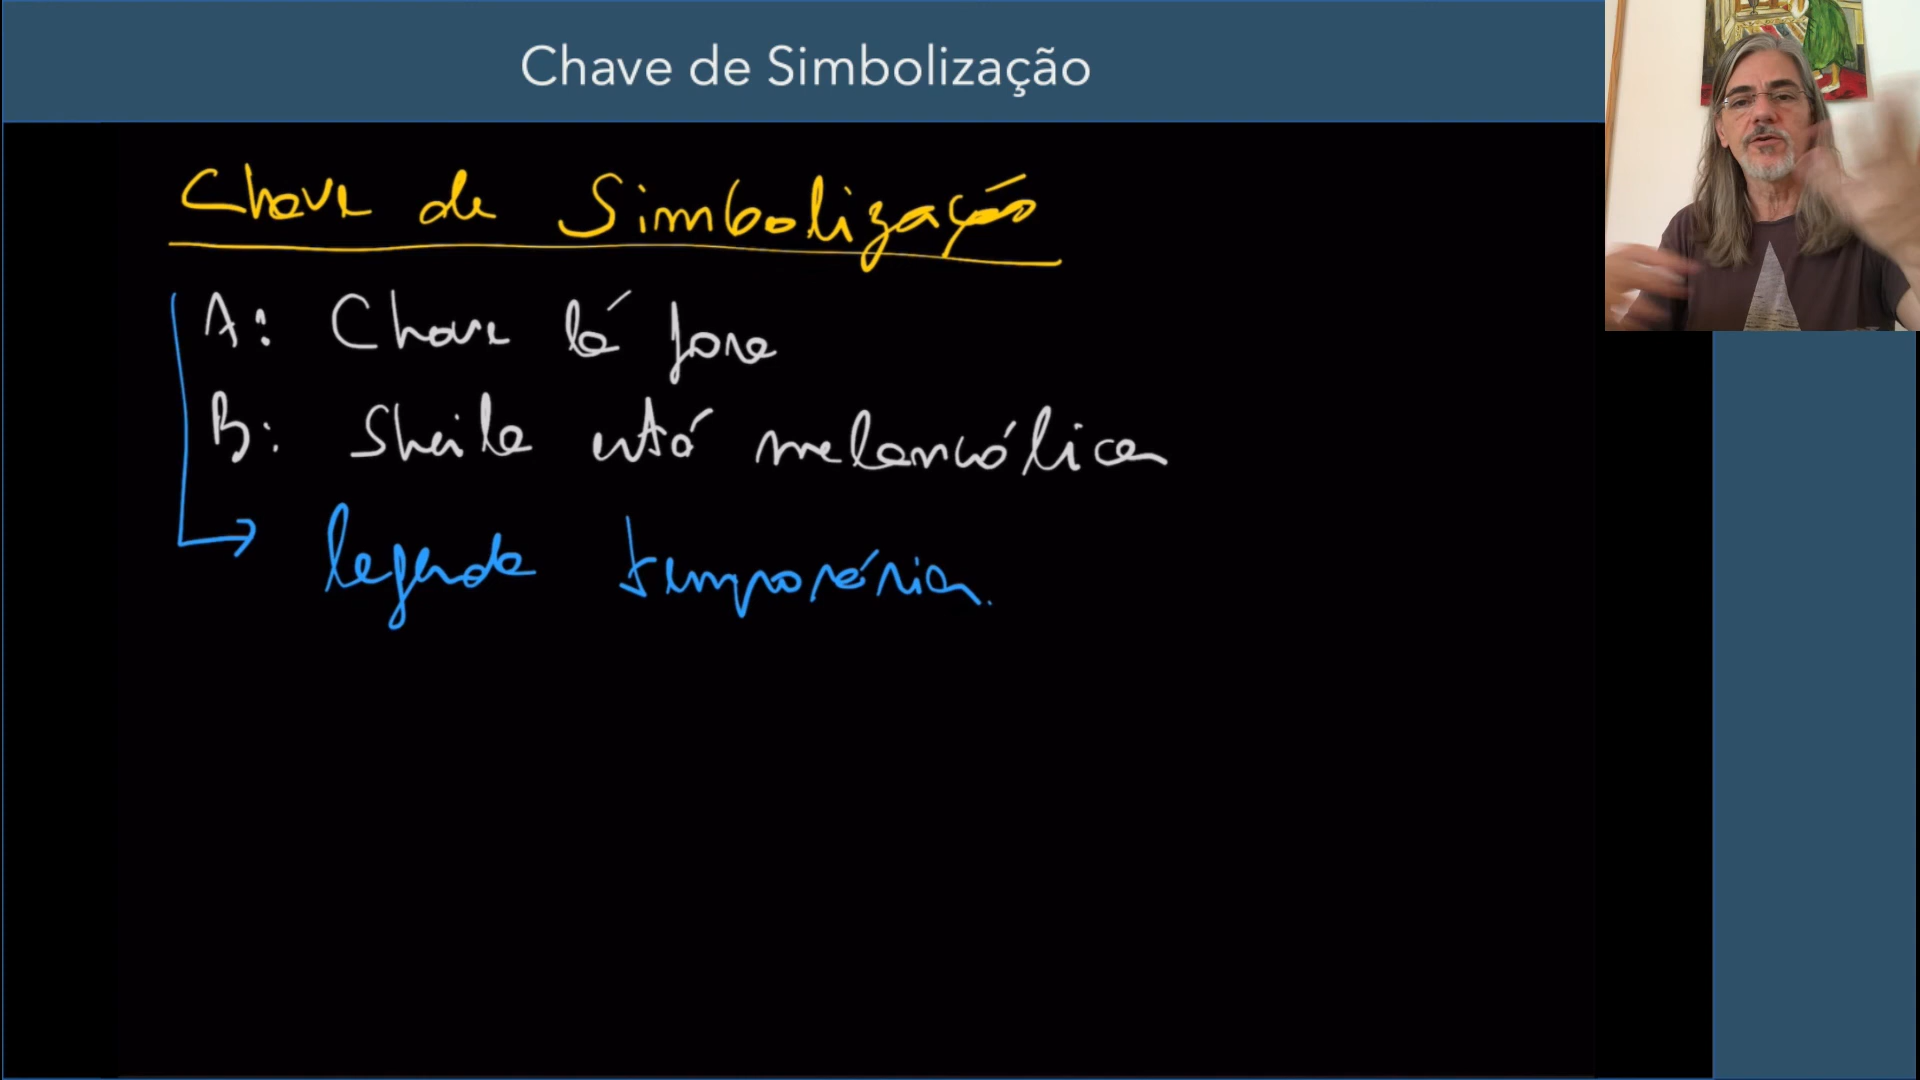 Chave de Simbolização
Chave de Simbolização
A: Chove lá fora
B: Sheila está melancólica
legenda temporária.